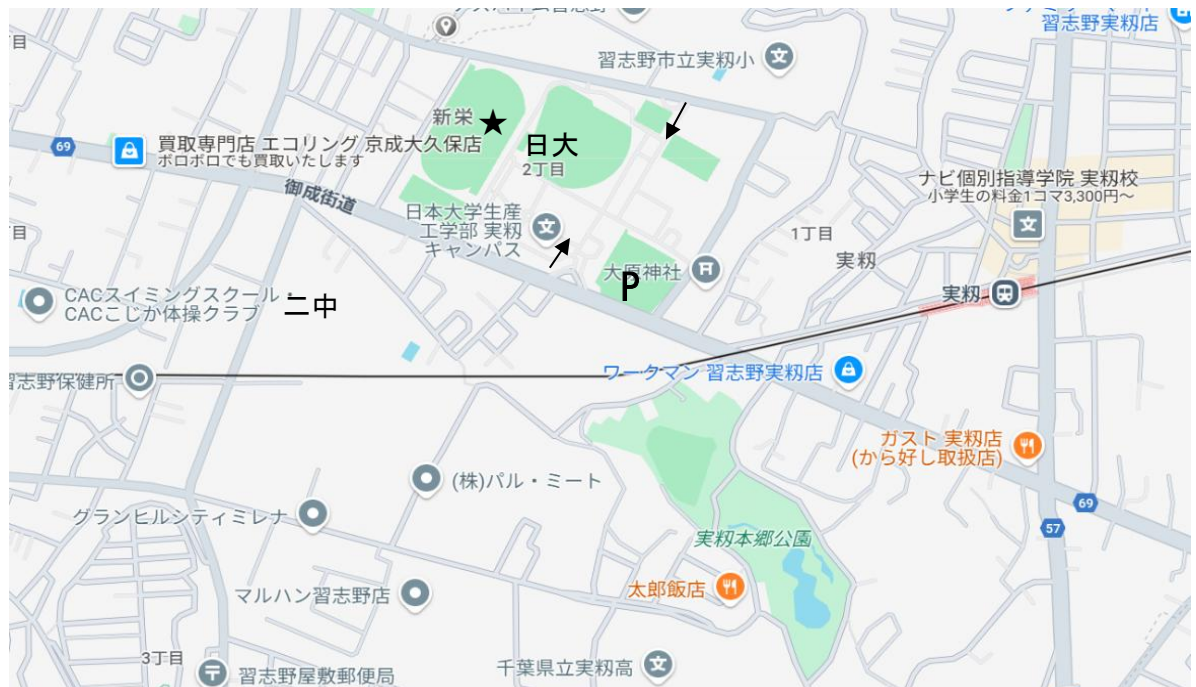 習志野実籾店
丁目
習志野市立実籾小
新栄
★
69
買取専門店 エコリング 京成大久保店
ボロボロでも買取いたします
日大
2丁目
御成街道
ナビ個別指導学院 実籾校
小学生の料金1コマ3,300円～
日本大学生産
工学部 実籾
キャンパス
1丁目
実籾
大原神社
P
実籾
CACスイミングスクール・
CACこじか体操クラブ
二中
習志野保健所
ワークマン 習志野実籾店
ガスト 実籾店
(から好し取扱店)
(株)パル・ミート
69
グランヒルシティミレナ
57
実籾本郷公園
太郎飯店
マルハン習志野店
3丁目
習志野屋敷郵便局
千葉県立実籾高